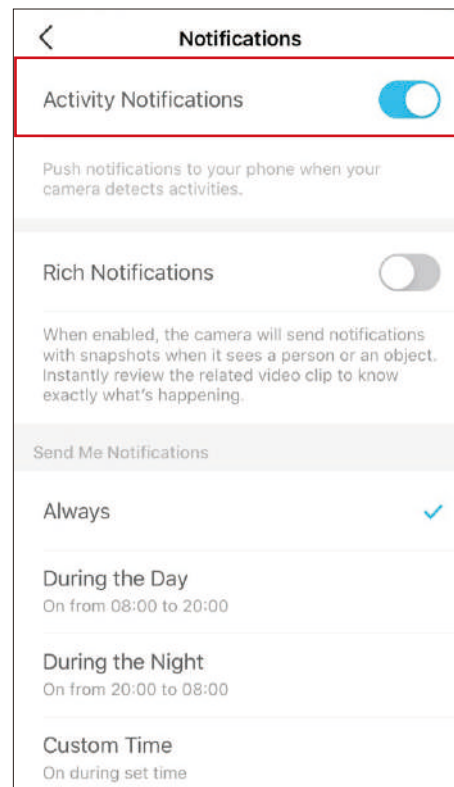 Notifications
Activity Notifications
Push notifications to your phone when your
camera detects activities.
Rich Notifications
When enabled, the camera will send notifications
with snapshots when it sees a person or an object.
Instantly review the related video clip to know
exactly what's happening.
Send Me Notifications
Always
During the Day
On from 08:00 to 20:00
During the Night
On from 20:00 to 08:00
Custom Time
On during set time